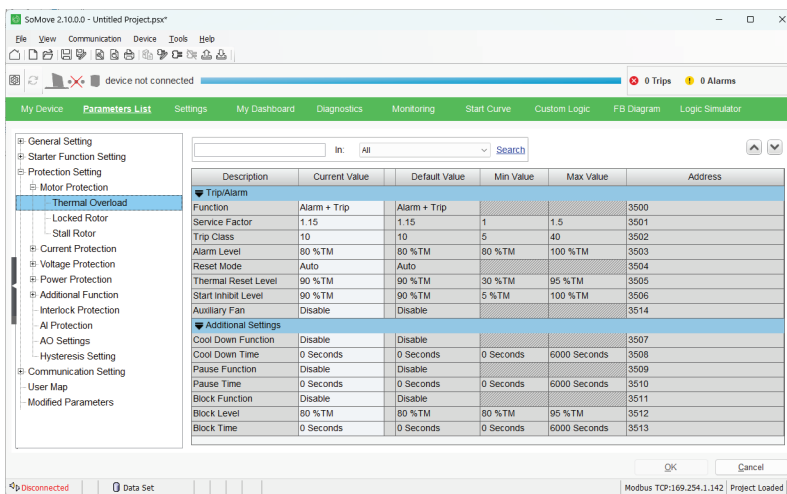 SoMove 2.10.0.0 - Untitled Project.psx*
File View Communication Device Tools Help
device not connected
0 Trips
0 Alarms
My Device Parameters List Settings My Dashboard Diagnostics Monitoring Start Curve Custom Logic FB Diagram Logic Simulator
General Setting
Starter Function Setting
Protection Setting
Motor Protection
Thermal Overload
Locked Rotor
Stall Rotor
Current Protection
Voltage Protection
Power Protection
Additional Function
Interlock Protection
AI Protection
AO Settings
Hysteresis Setting
Communication Setting
User Map
Modified Parameters
In: All Search
Description Current Value Default Value Min Value Max Value Address
Trip/Alarm
Function Alarm + Trip Alarm + Trip 3500
Service Factor 1.15 1.15 1 1.5 3501
Trip Class 10 10 5 40 3502
Alarm Level 80 %TM 80 %TM 80 %TM 100 %TM 3503
Reset Mode Auto Auto 3504
Thermal Reset Level 90 %TM 90 %TM 30 %TM 95 %TM 3505
Start Inhibit Level 90 %TM 90 %TM 5 %TM 100 %TM 3506
Auxiliary Fan Disable Disable 3514
Additional Settings
Cool Down Function Disable Disable 3507
Cool Down Time 0 Seconds 0 Seconds 0 Seconds 6000 Seconds 3508
Pause Function Disable Disable 3509
Pause Time 0 Seconds 0 Seconds 0 Seconds 6000 Seconds 3510
Block Function Disable Disable 3511
Block Level 80 %TM 80 %TM 80 %TM 95 %TM 3512
Block Time 0 Seconds 0 Seconds 0 Seconds 6000 Seconds 3513
OK Cancel
Disconnected Data Set Modbus TCP:169.254.1.142 Project Loaded